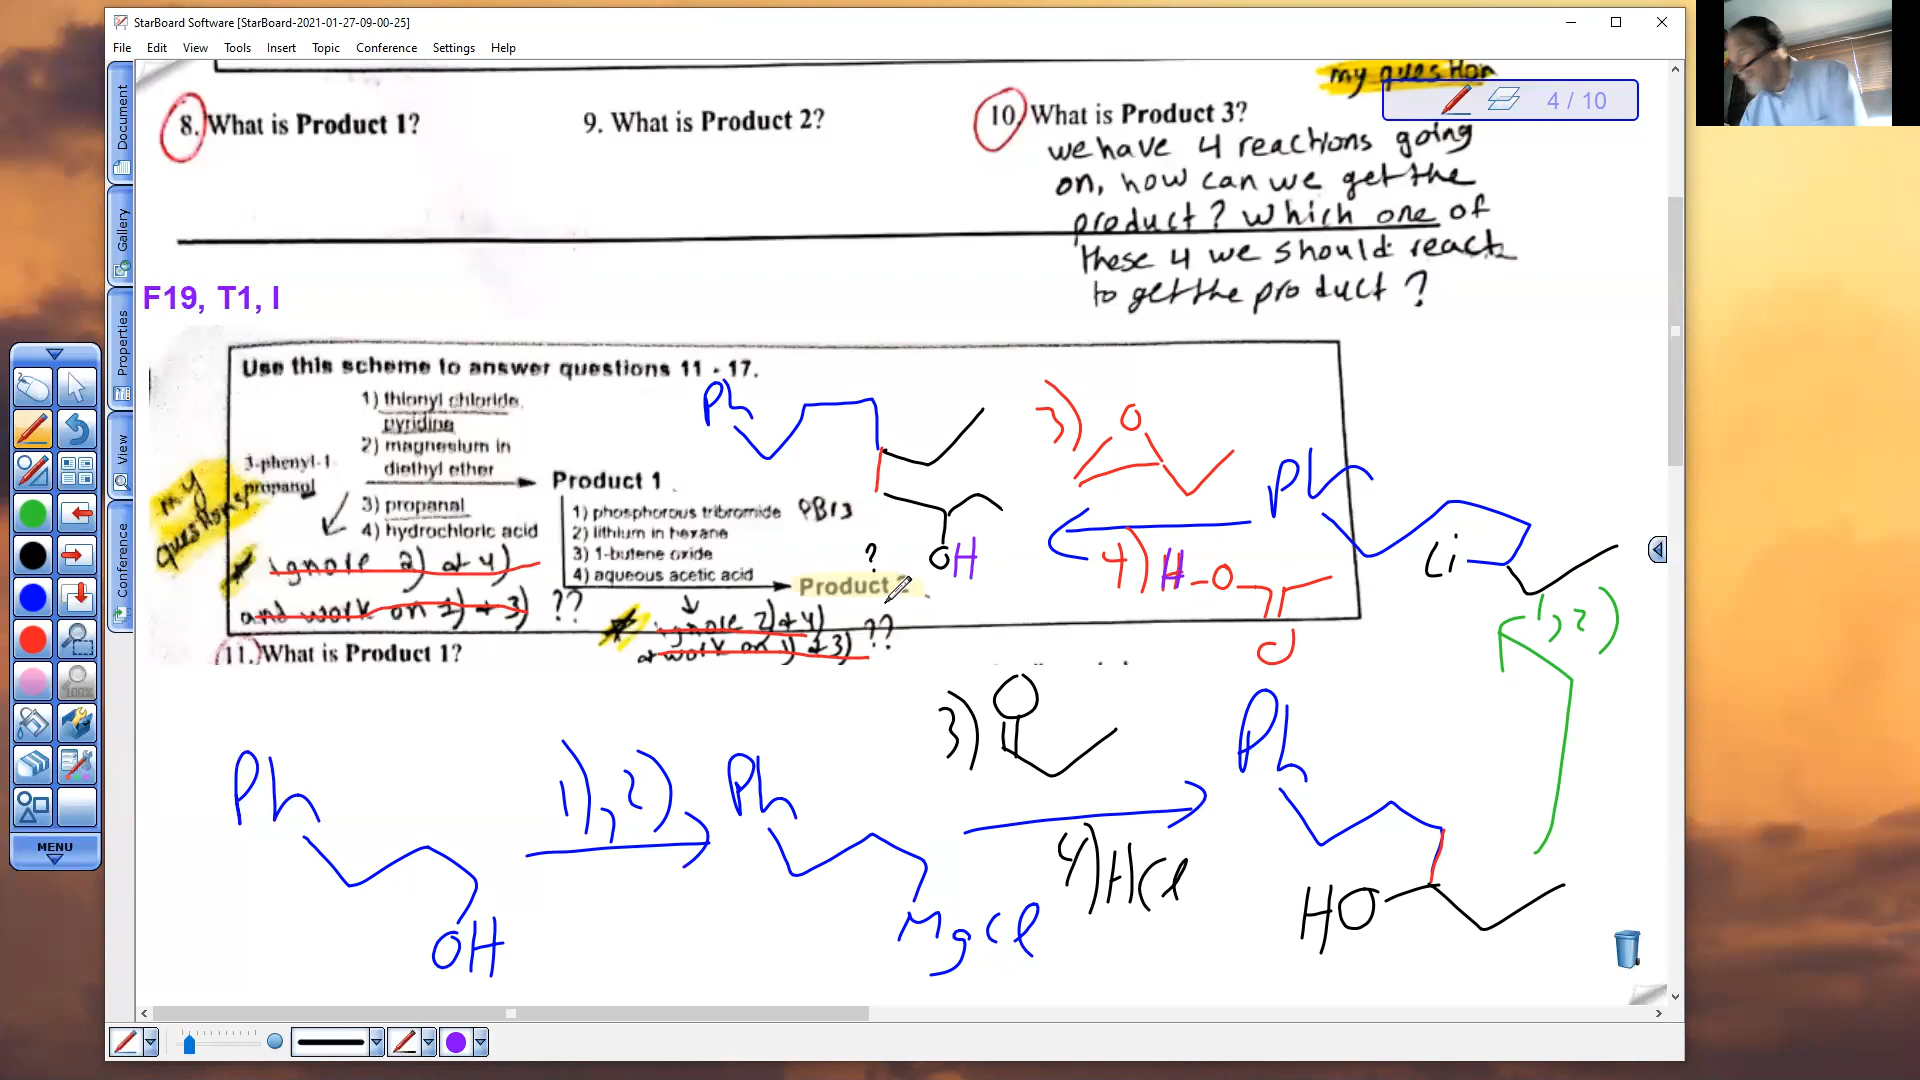 StarBoard Software [StarBoard-2021-01-27-09-00-25]
File Edit View Tools Insert Topic Conference Settings Help
Document
Gallery
Properties
View
Conference
4 / 10
my question
8. What is Product 1?
9. What is Product 2?
10. What is Product 3?
we have 4 reactions going
on, how can we get the
product? Which one of
these 4 we should react
to get the product?
F19, T1, I
Use this scheme to answer questions 11 - 17.
1) thionyl chloride,
pyridine
2) magnesium in
diethyl ether
3-phenyl-1-
propanol
3) propanal
4) hydrochloric acid
Product 1
1) phosphorous tribromide PBr3
2) lithium in hexane
3) 1-butene oxide
4) aqueous acetic acid
?
Product 2
my
questions
ignore 2) at 4)
and work on 2) + 3) ??
ignore 2) + 4)
at work on 1) + 3) ??
11. What is Product 1?
Ph
OH
3)
O
4) H-O
O
Ph
Li
1, 2)
Ph
OH
1), 2)
Ph
MgCl
3)
O
4) HCl
Ph
HO
MENU
100%